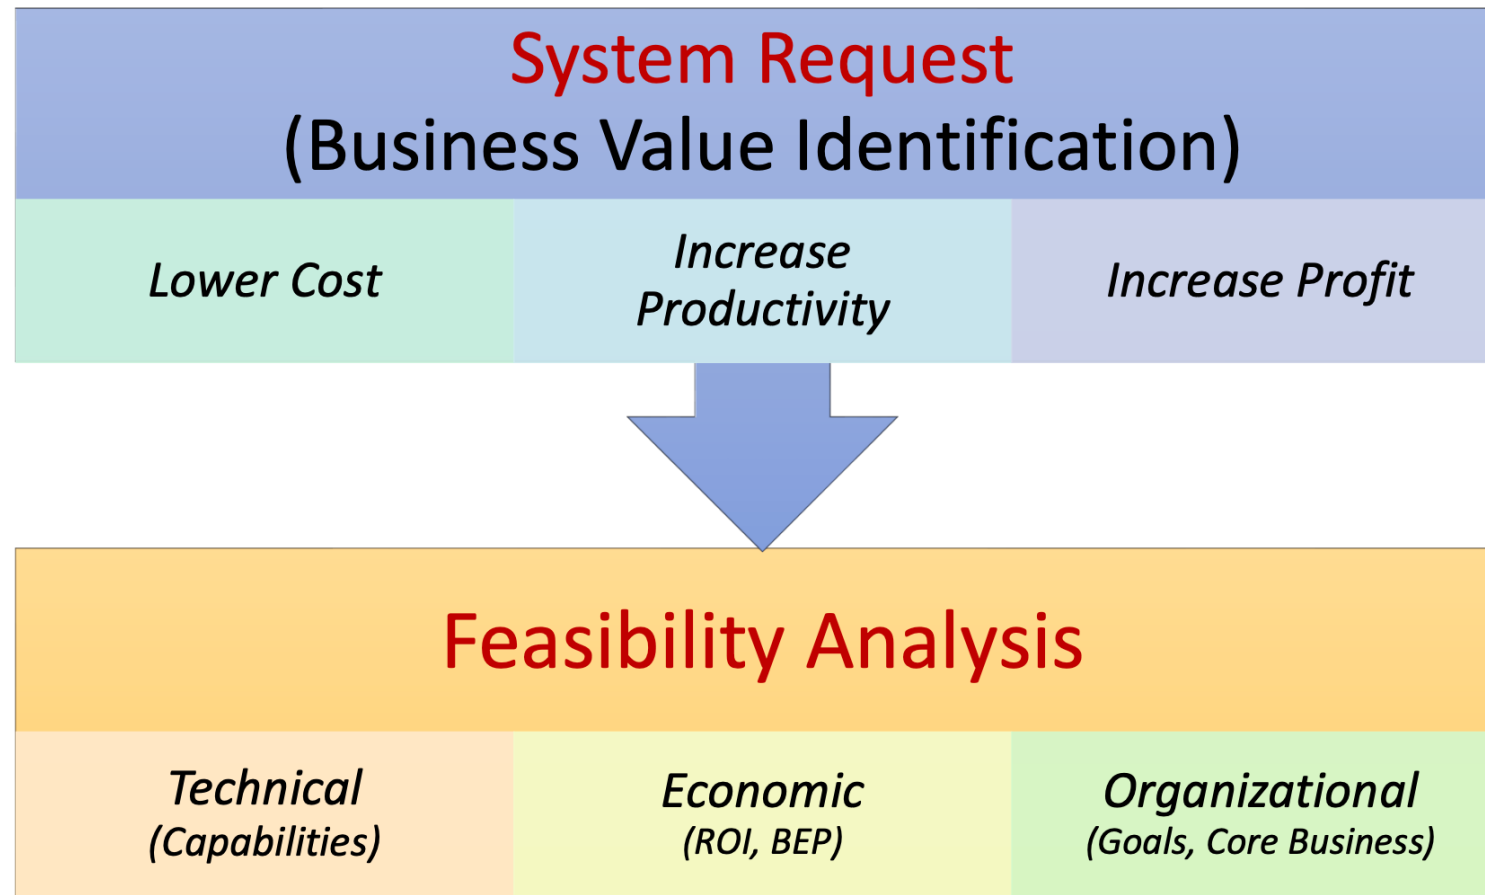 System Request
(Business Value Identification)
Lower Cost
Increase
Productivity
Increase Profit
Feasibility Analysis
Technical
(Capabilities)
Economic
(ROI, BEP)
Organizational
(Goals, Core Business)